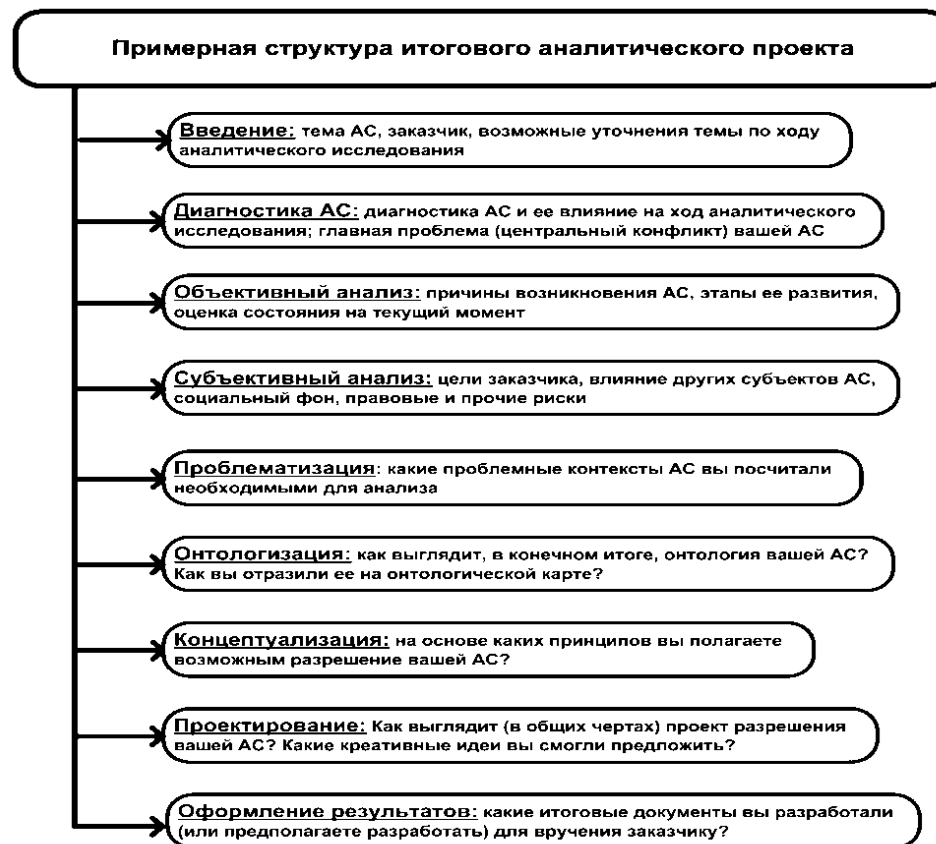 Примерная структура итогового аналитического проекта
Введение: тема АС, заказчик, возможные уточнения темы по ходу
аналитического исследования
Диагностика АС: диагностика АС и ее влияние на ход аналитического
исследования; главная проблема (центральный конфликт) вашей АС
Объективный анализ: причины возникновения АС, этапы ее развития,
оценка состояния на текущий момент
Субъективный анализ: цели заказчика, влияние других субъектов АС,
социальный фон, правовые и прочие риски
Проблематизация: какие проблемные контексты АС вы посчитали
необходимыми для анализа
Онтологизация: как выглядит, в конечном итоге, онтология вашей АС?
Как вы отразили ее на онтологической карте?
Концептуализация: на основе каких принципов вы полагаете
возможным разрешение вашей АС?
Проектирование: Как выглядит (в общих чертах) проект разрешения
вашей АС? Какие креативные идеи вы смогли предложить?
Оформление результатов: какие итоговые документы вы разработали
(или предполагаете разработать) для вручения заказчику?